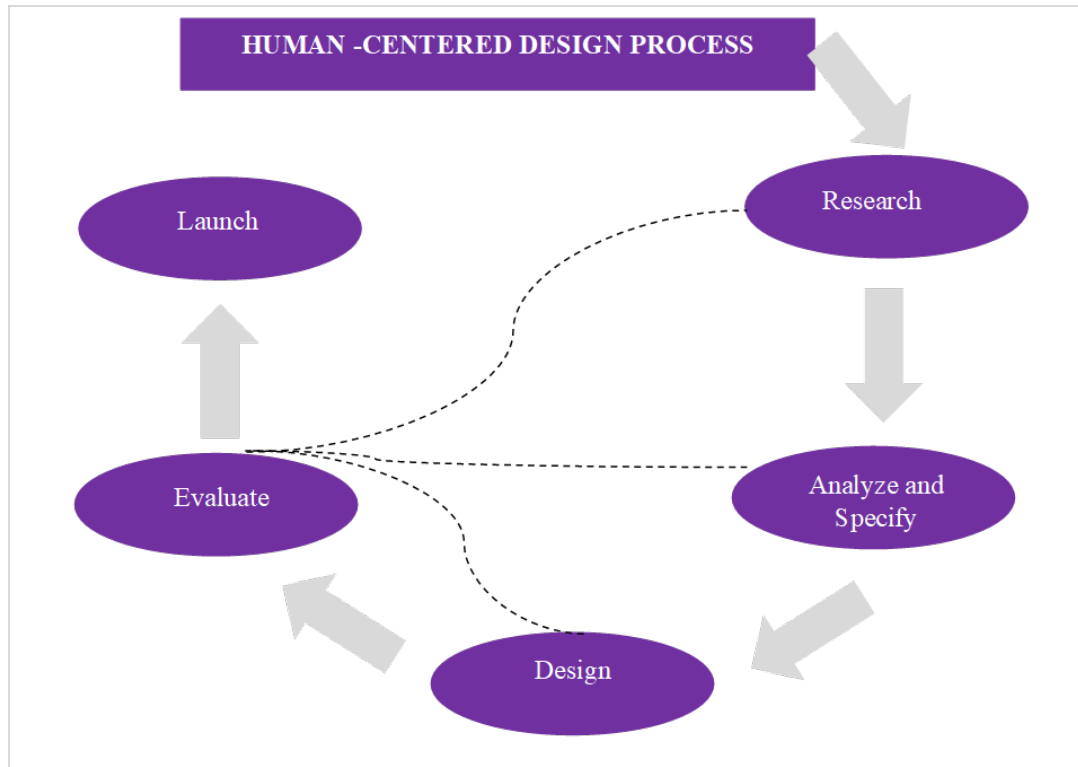 HUMAN -CENTERED DESIGN PROCESS
Research
Launch
Analyze and
Specify
Evaluate
Design